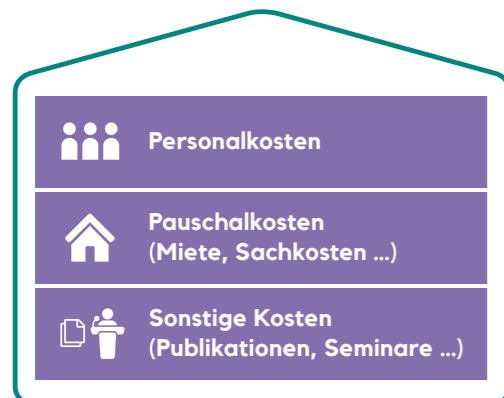 Personalkosten
Pauschalkosten
(Miete, Sachkosten ...)
Sonstige Kosten
(Publikationen, Seminare ...)